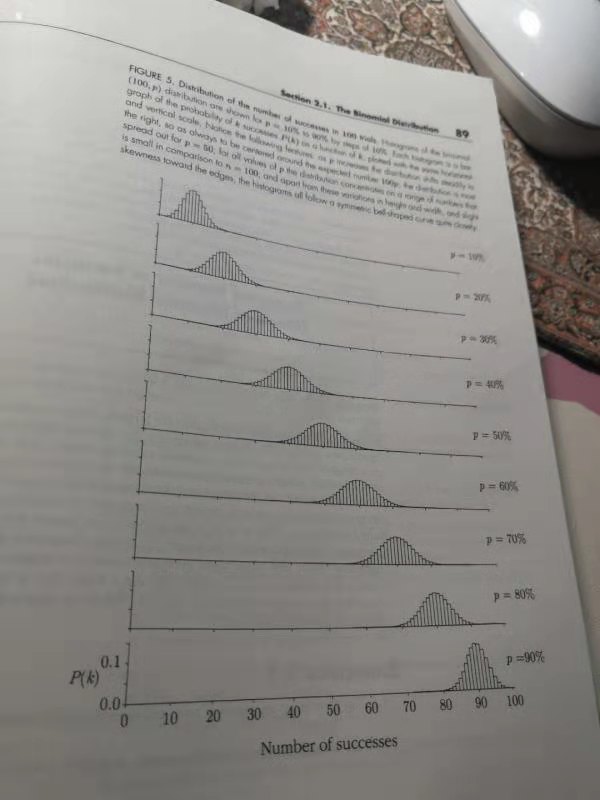 Section 2.1. The Binomial Distribution 89
FIGURE 5. Distribution of the number of successes in 100 trials. Histograms of the binomial
(100, p) distribution are shown for p = 10% to 90% by steps of 10%. Each histogram is a bar
graph of the probability of k successes P(k) as a function of k, plotted with the same horizontal
and vertical scale. Notice the following features: as p increases the distribution shifts steadily to
the right, so as always to be centered around the expected number 100p; the distribution is most
spread out for p = 50; for all values of p the distribution concentrates on a range of numbers that
is small in comparison to n = 100; and apart from these variations in height and width, and slight
skewness toward the edges, the histograms all follow a symmetric bell-shaped curve quite closely.
p = 10%
p = 20%
p = 30%
p = 40%
p = 50%
p = 60%
p = 70%
p = 80%
p =90%
0.1
P(k)
0.0
0 10 20 30 40 50 60 70 80 90 100
Number of successes